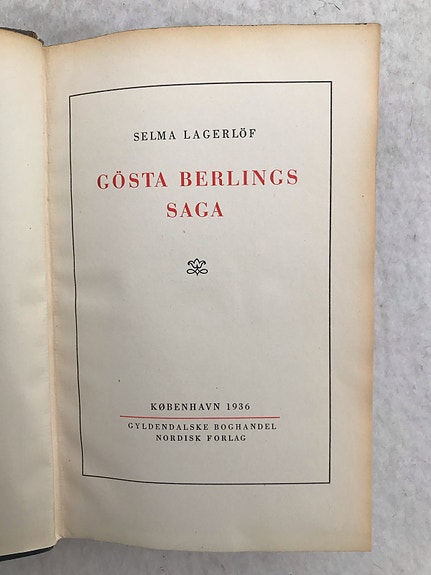 SELMA LAGERLÖF
GÖSTA BERLINGS
SAGA
KØBENHAVN 1936
GYLDENDALSKE BOGHANDEL
NORDISK FORLAG